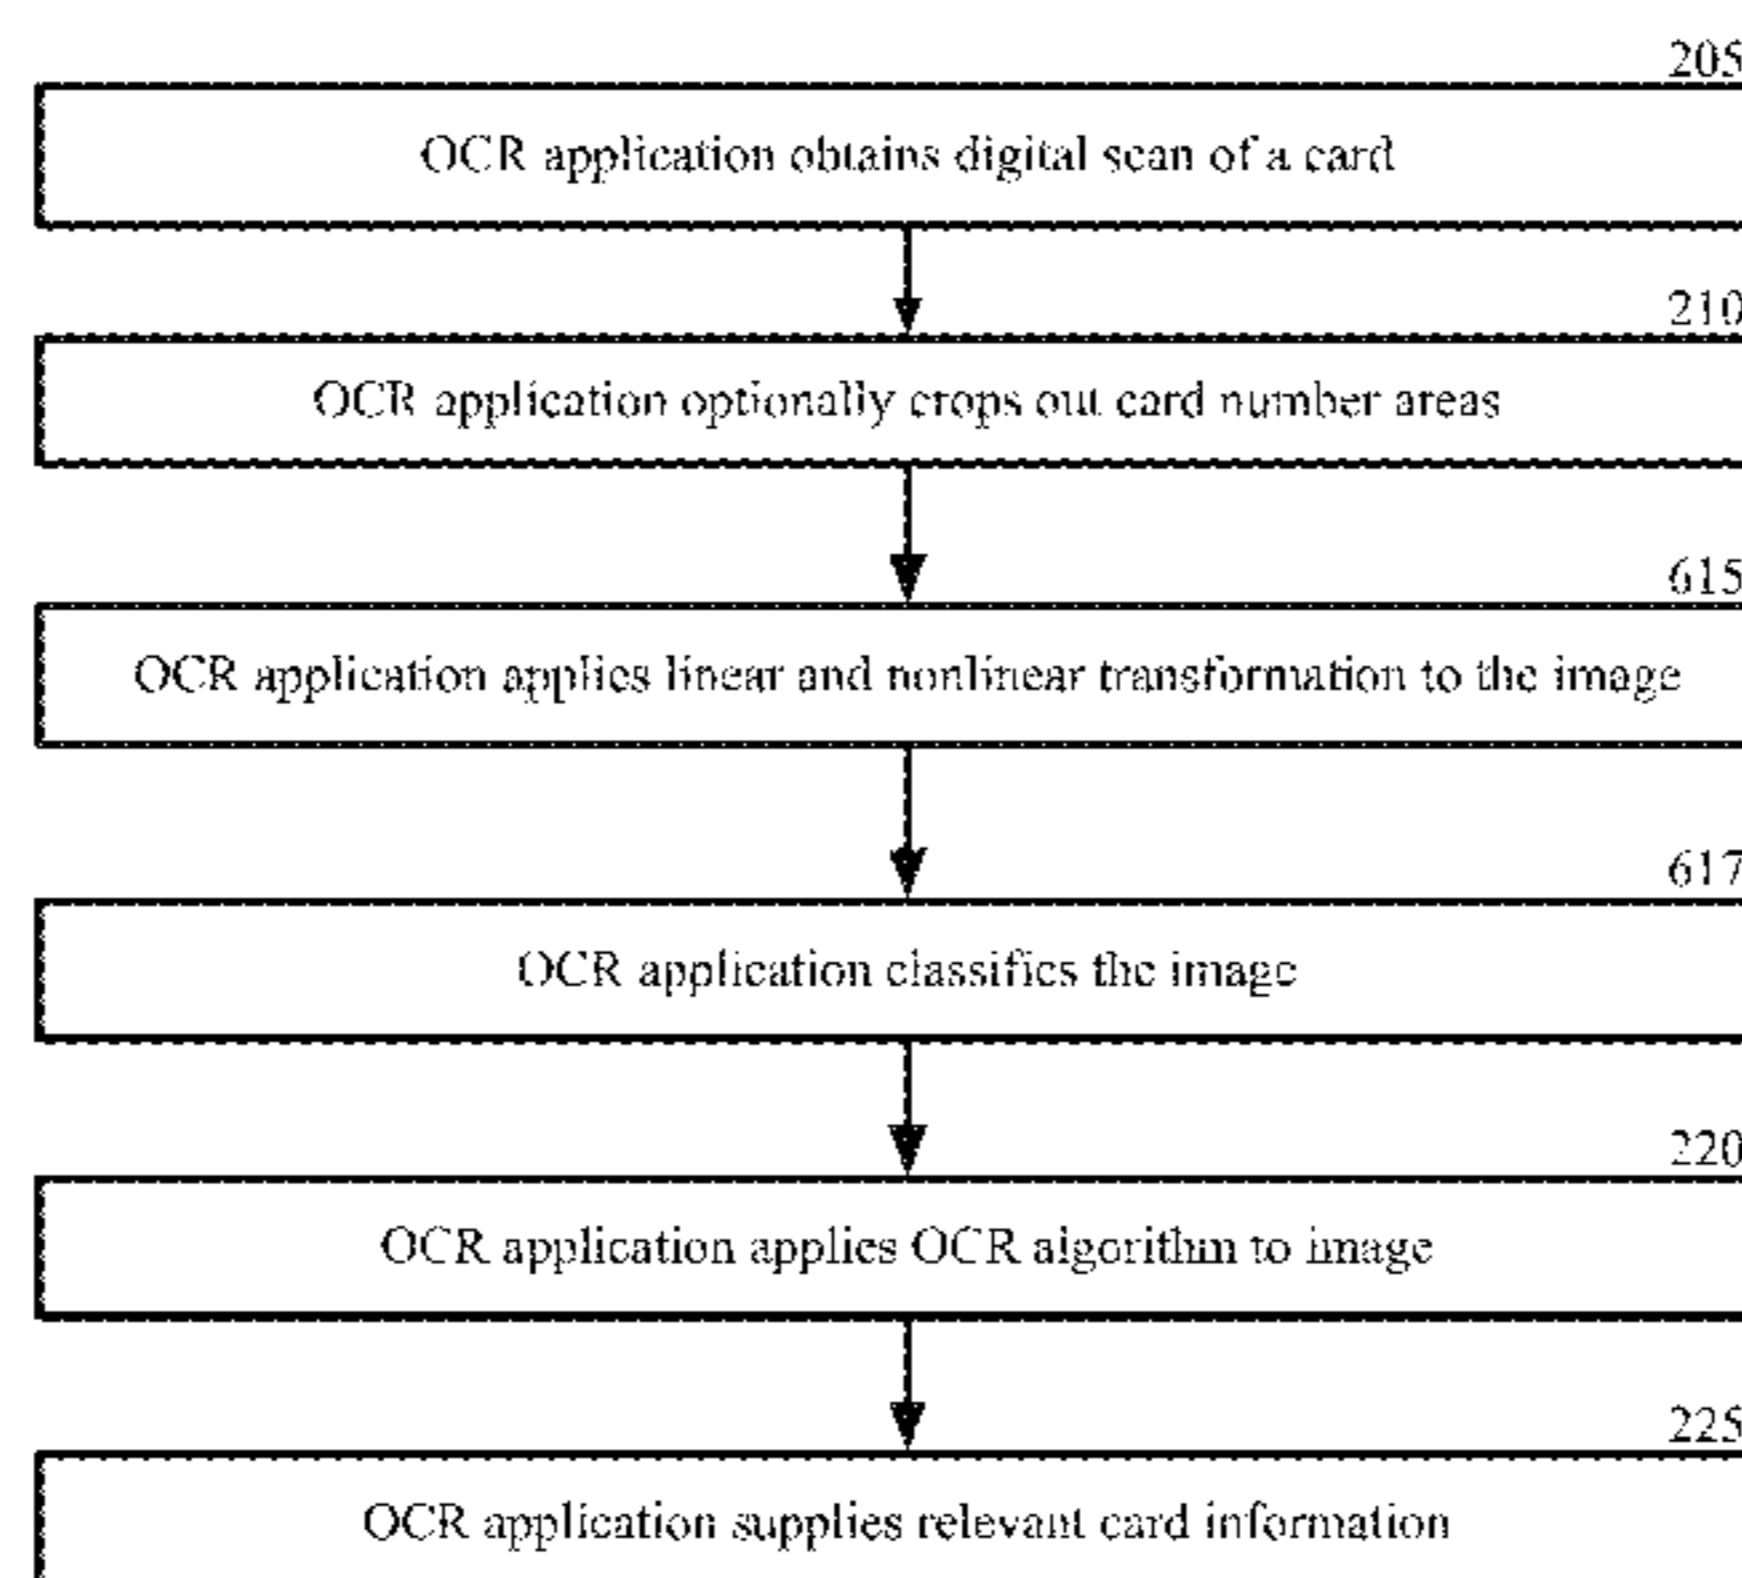 205
OCR application obtains digital scan of a card
210
OCR application optionally crops out card number areas
615
OCR application applies linear and nonlinear transformation to the image
617
OCR application classifies the image
220
OCR application applies OCR algorithm to image
225
OCR application supplies relevant card information